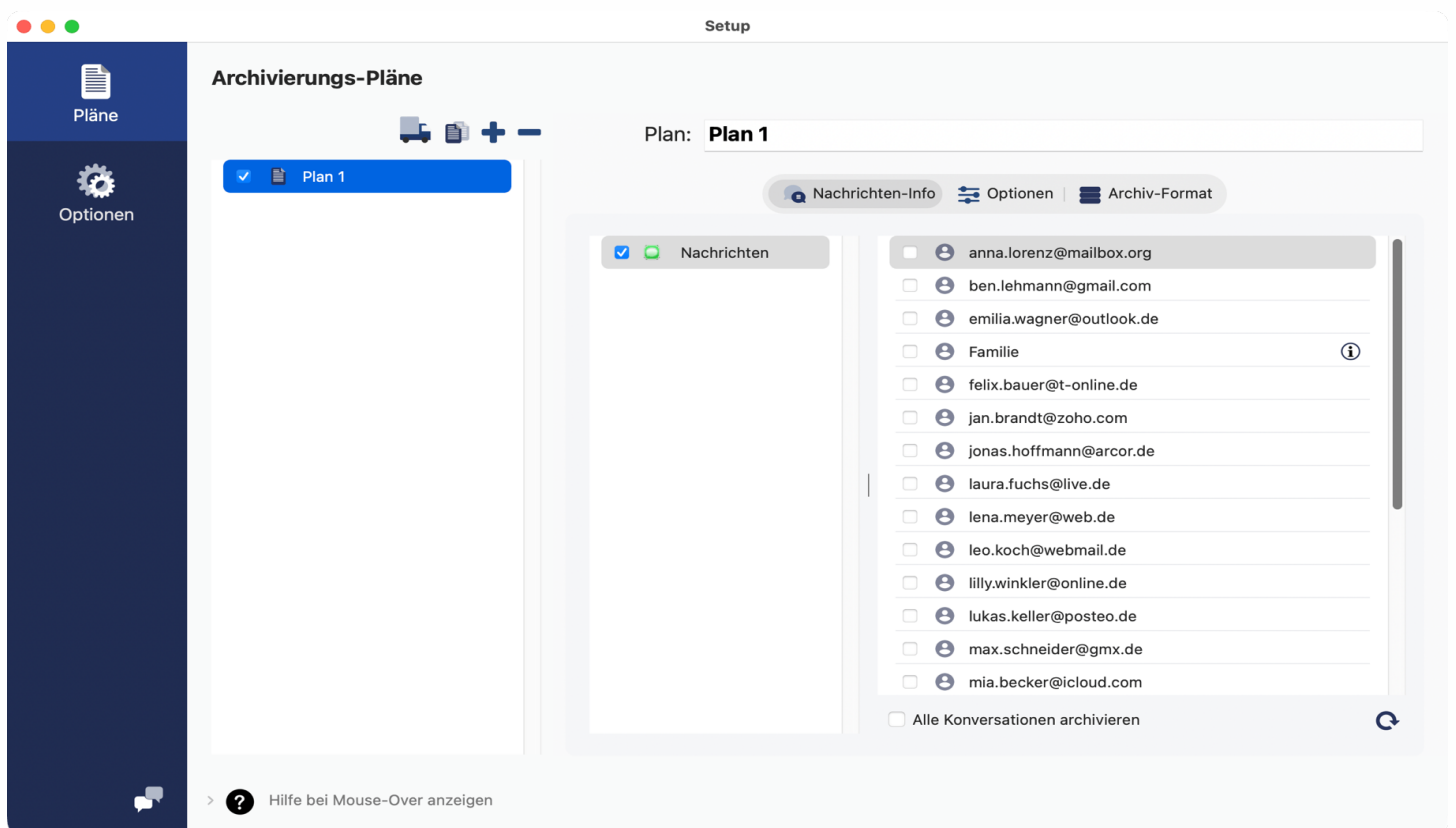 Setup
Pläne
Optionen
Archivierungs-Pläne
Plan 1
Plan: Plan 1
Nachrichten-Info Optionen Archiv-Format
Nachrichten
anna.lorenz@mailbox.org
ben.lehmann@gmail.com
emilia.wagner@outlook.de
Familie
felix.bauer@t-online.de
jan.brandt@zoho.com
jonas.hoffmann@arcor.de
laura.fuchs@live.de
lena.meyer@web.de
leo.koch@webmail.de
lilly.winkler@online.de
lukas.keller@posteo.de
max.schneider@gmx.de
mia.becker@icloud.com
Alle Konversationen archivieren
Hilfe bei Mouse-Over anzeigen